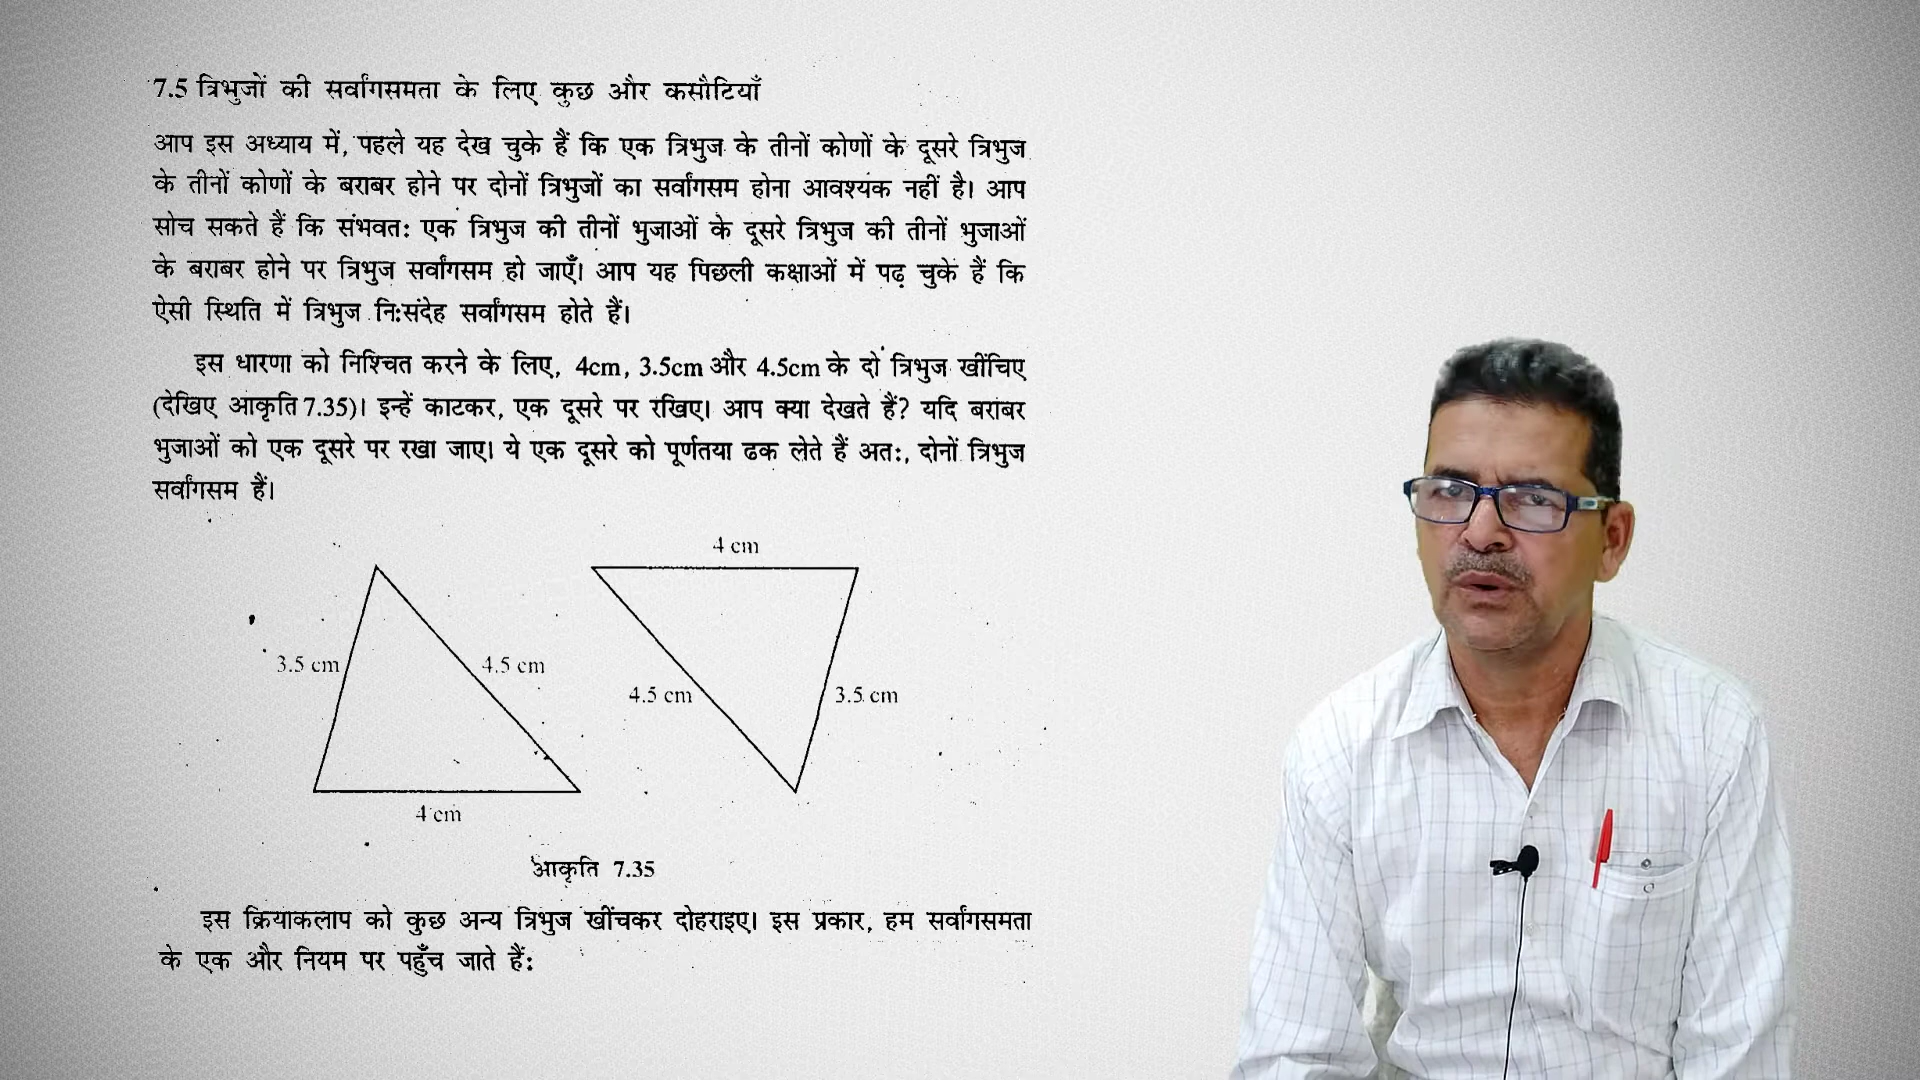 7.5 त्रिभुजों की सर्वांगसमता के लिए कुछ और कसौटियाँ
आप इस अध्याय में, पहले यह देख चुके हैं कि एक त्रिभुज के तीनों कोणों के दूसरे त्रिभुज
के तीनों कोणों के बराबर होने पर दोनों त्रिभुजों का सर्वांगसम होना आवश्यक नहीं है। आप
सोच सकते हैं कि संभवत: एक त्रिभुज की तीनों भुजाओं के दूसरे त्रिभुज की तीनों भुजाओं
के बराबर होने पर त्रिभुज सर्वांगसम हो जाएँ। आप यह पिछली कक्षाओं में पढ़ चुके हैं कि
ऐसी स्थिति में त्रिभुज नि:संदेह सर्वांगसम होते हैं।
इस धारणा को निश्चित करने के लिए, 4cm, 3.5cm और 4.5cm के दो त्रिभुज खींचिए
(देखिए आकृति 7.35)। इन्हें काटकर, एक दूसरे पर रखिए। आप क्या देखते हैं? यदि बराबर
भुजाओं को एक दूसरे पर रखा जाए। ये एक दूसरे को पूर्णतया ढक लेते हैं अत:, दोनों त्रिभुज
सर्वांगसम हैं।
4 cm
3.5 cm
4.5 cm
4.5 cm
3.5 cm
4 cm
आकृति 7.35
इस क्रियाकलाप को कुछ अन्य त्रिभुज खींचकर दोहराइए। इस प्रकार, हम सर्वांगसमता
के एक और नियम पर पहुँच जाते हैं: